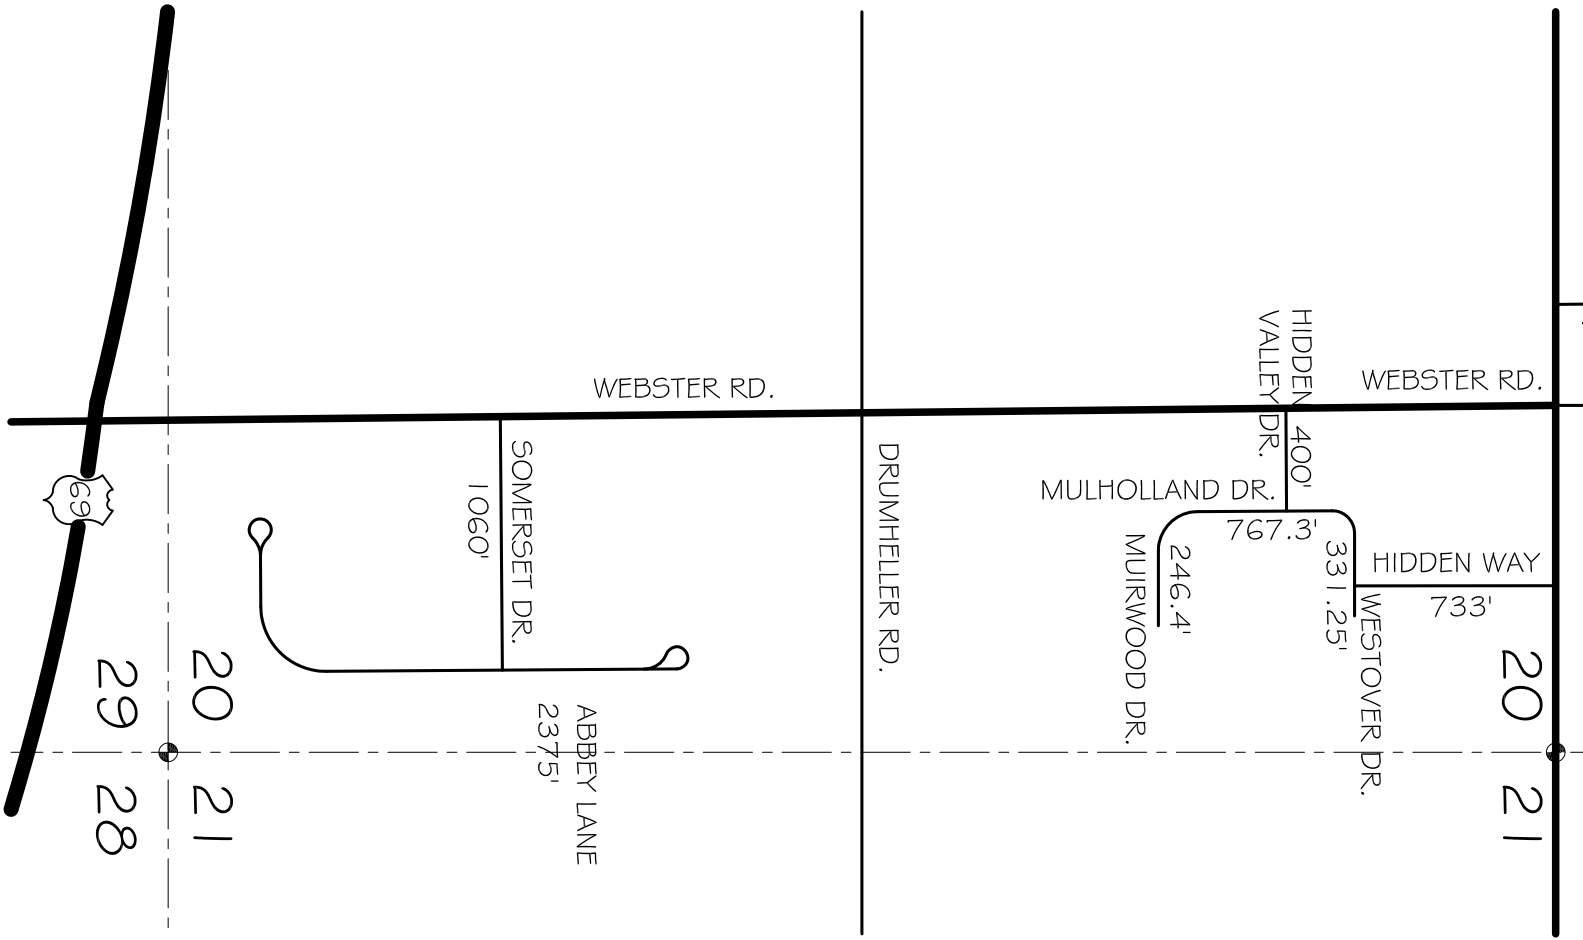 WEBSTER RD.
WEBSTER RD.
HIDDEN
VALLEY DR.
400'
MULHOLLAND DR.
767.3'
SOMERSET DR.
1060'
69
DRUMHELLER RD.
MUIRWOOD DR.
246.4'
331.25'
HIDDEN WAY
733'
WESTOVER DR.
ABBEY LANE
2375'
20
29
21
28
20
21